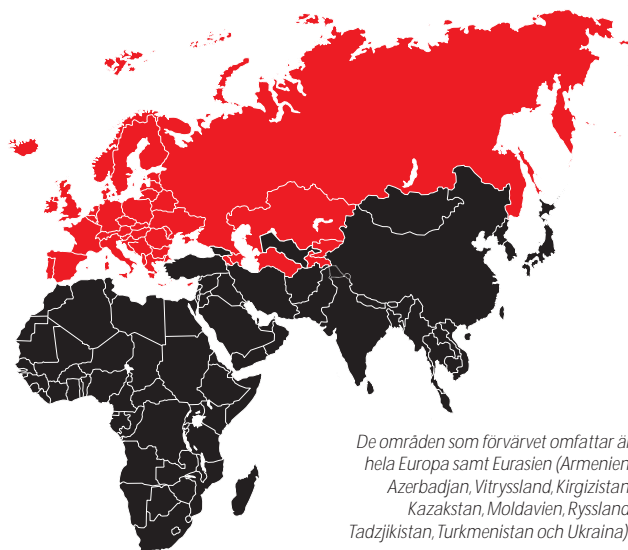 De områden som förvärvet omfattar är
hela Europa samt Eurasien (Armenien
Azerbadjan, Vitryssland, Kirgizistan
Kazakstan, Moldavien, Ryssland
Tadzjikistan, Turkmenistan och Ukraina)